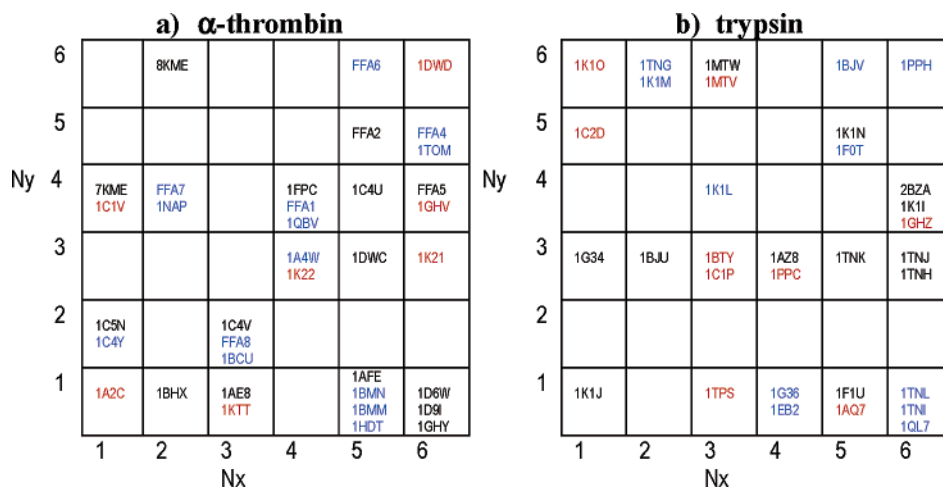 a) α-thrombin
b) trypsin
6
8KME
FFA6
1DWD
6
1K1O
1TNG
1K1M
1MTW
1MTV
1BJV
1PPH
5
FFA2
FFA4
1TOM
5
1C2D
1K1N
1F0T
Ny
4
7KME
1C1V
FFA7
1NAP
1FPC
FFA1
1QBV
1C4U
FFA5
1GHV
Ny
4
1K1L
2BZA
1K1I
1GHZ
3
1A4W
1K22
1DWC
1K21
3
1G34
1BJU
1BTY
1C1P
1AZ8
1PPC
1TNK
1TNJ
1TNH
2
1C5N
1C4Y
1C4V
FFA8
1BCU
2
1
1A2C
1BHX
1AE8
1KTT
1AFE
1BMN
1BMM
1HDT
1D6W
1D9I
1GHY
1
1K1J
1TPS
1G36
1EB2
1F1U
1AQ7
1TNL
1TNI
1QL7
1 2 3 4 5 6
Nx
1 2 3 4 5 6
Nx